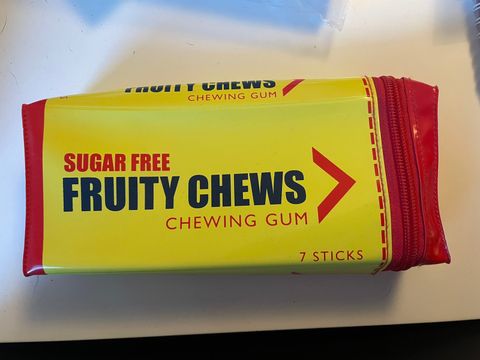 FRUITY CHEWS
CHEWING GUM
SUGAR FREE
FRUITY CHEWS
CHEWING GUM
7 STICKS